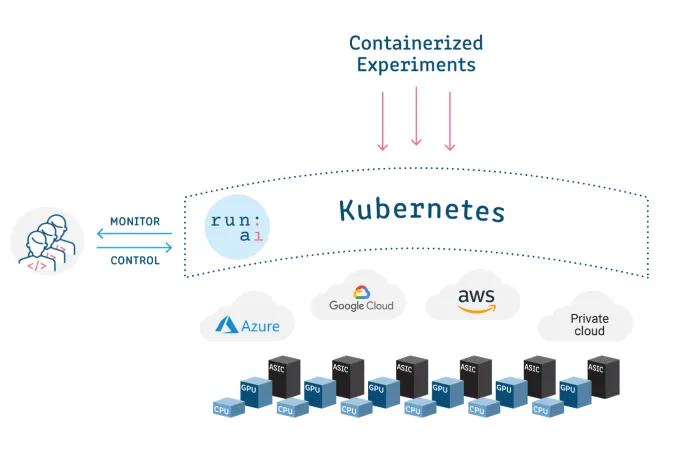 Containerized
Experiments
Kubernetes
run:
ai
MONITOR
CONTROL
</>
Azure
Google Cloud
aws
Private
cloud
ASIC ASIC ASIC ASIC ASIC ASIC
GPU GPU GPU GPU GPU GPU
CPU CPU CPU CPU CPU CPU